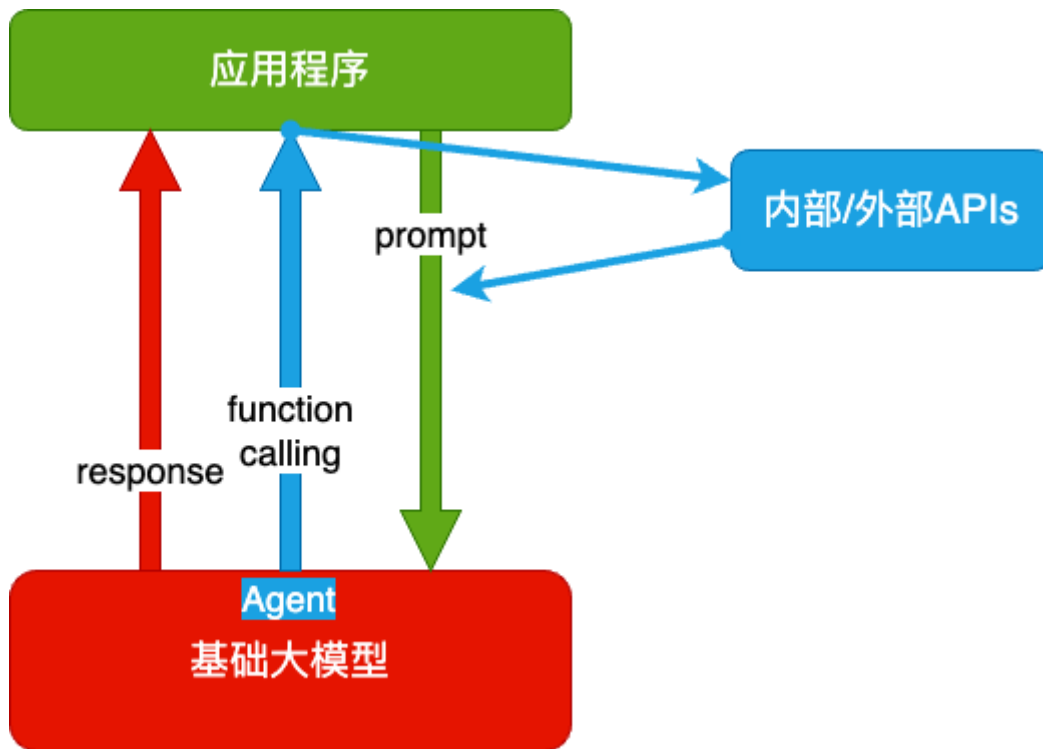 应用程序
内部/外部APIs
prompt
function
calling
response
Agent
基础大模型